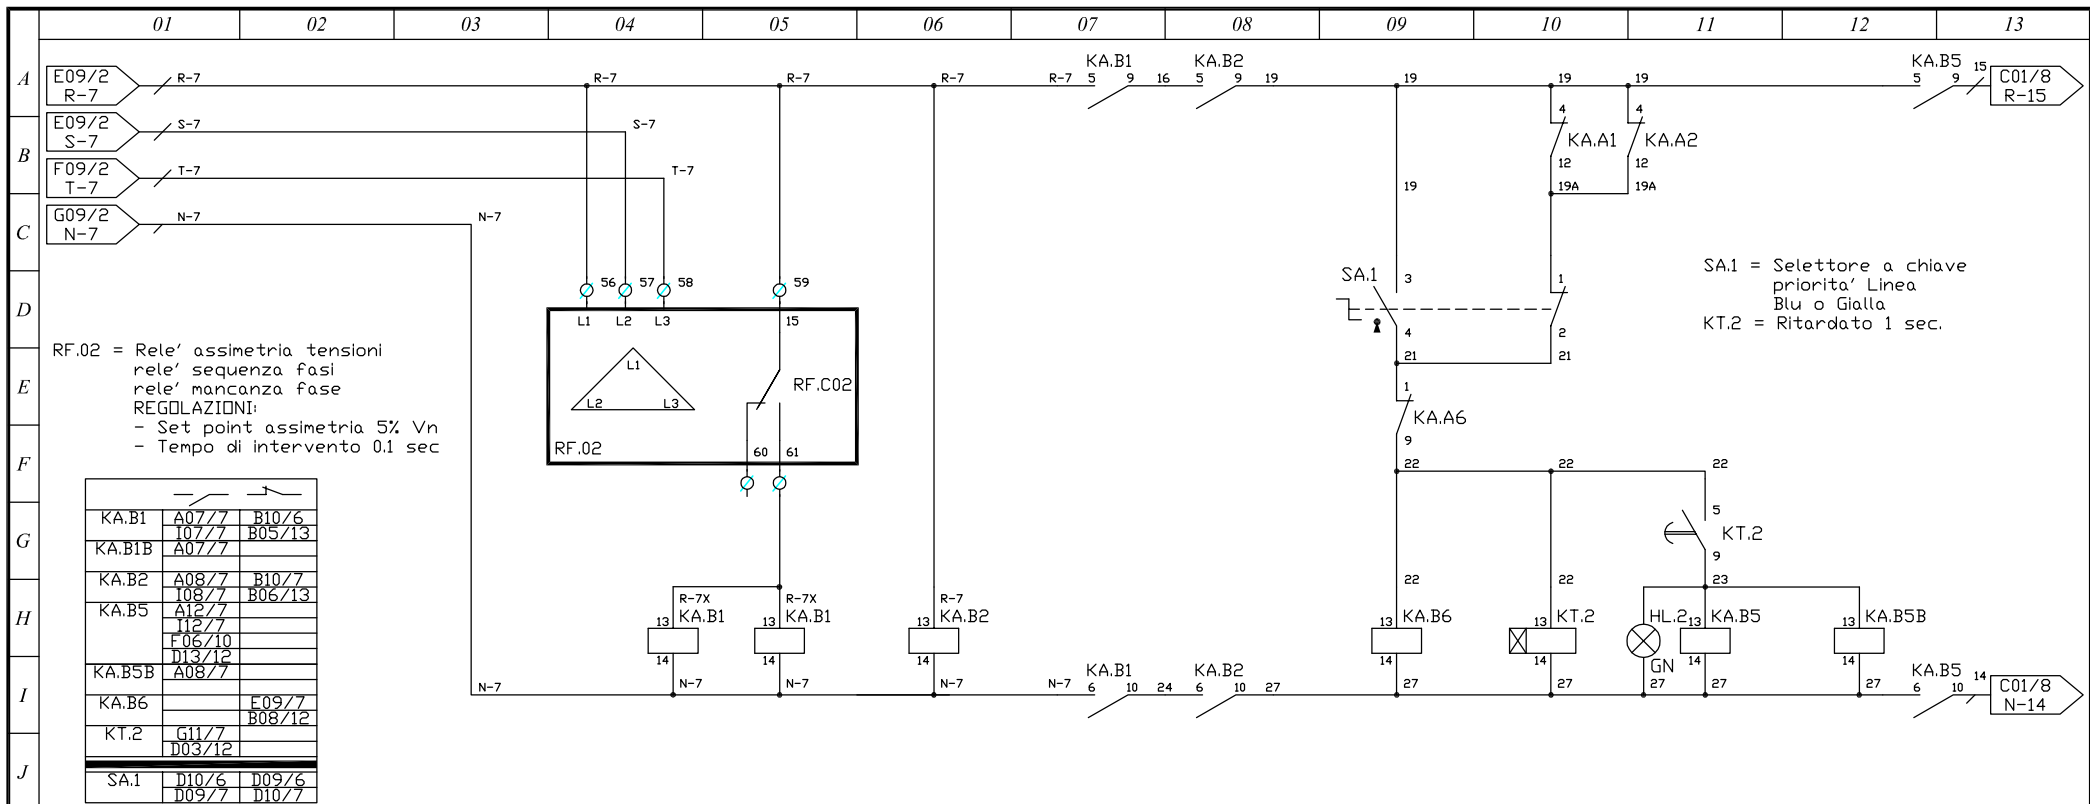 01 02 03 04 05 06 07 08 09 10 11 12 13
A
E09/2
R-7
R-7 R-7 R-7 R-7 R-7
KA.B1
5 9 16
KA.B2
5 9 19
19 19 19
KA.B5
5 9 15
C01/8
R-15
B
E09/2
S-7
S-7 S-7
F09/2
T-7
T-7 T-7
4 KA.A1 12
4 KA.A2 12
19 19A 19A
C
G09/2
N-7
N-7 N-7
D
56 57 58 59
L1 L2 L3 15
SA.1
3
4
1
2
SA.1 = Selettore a chiave
priorita' Linea
Blu o Gialla
KT.2 = Ritardato 1 sec.
RF.02 = Rele' assimetria tensioni
rele' sequenza fasi
rele' mancanza fase
REGOLAZIONI:
- Set point assimetria 5% Vn
- Tempo di intervento 0.1 sec
E
L1
L2 L3
RF.C02
21 21
1
KA.A6
9
F
RF.02
60 61
22 22 22
KA.B1 A07/7 B10/6
I07/7 B05/13
KA.B1B A07/7
KA.B2 A08/7 B10/7
I08/7 B06/13
KA.B5 A12/7
I12/7
F06/10
D13/12
KA.B5B A08/7
KA.B6 E09/7
B08/12
KT.2 G11/7
D03/12
SA.1 D10/6 D09/6
D09/7 D10/7
G
5
KT.2
9
H
R-7X R-7X R-7
22 22 23
13 KA.B1 14
13 KA.B1 14
13 KA.B2 14
13 KA.B6 14
13 KT.2 14
HL.2
GN
13 KA.B5 14
13 KA.B5B 14
I
N-7 N-7 N-7 N-7 N-7
KA.B1
6 10 24
KA.B2
6 10 27
27 27 27 27 27
KA.B5
6 10 14
C01/8
N-14
J